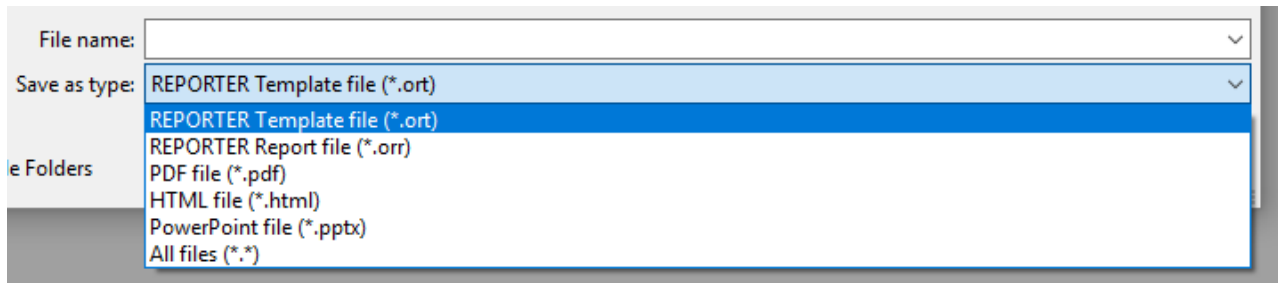 File name:
Save as type: REPORTER Template file (*.ort)
REPORTER Template file (*.ort)
REPORTER Report file (*.orr)
PDF file (*.pdf)
HTML file (*.html)
PowerPoint file (*.pptx)
All files (*.*)
le Folders